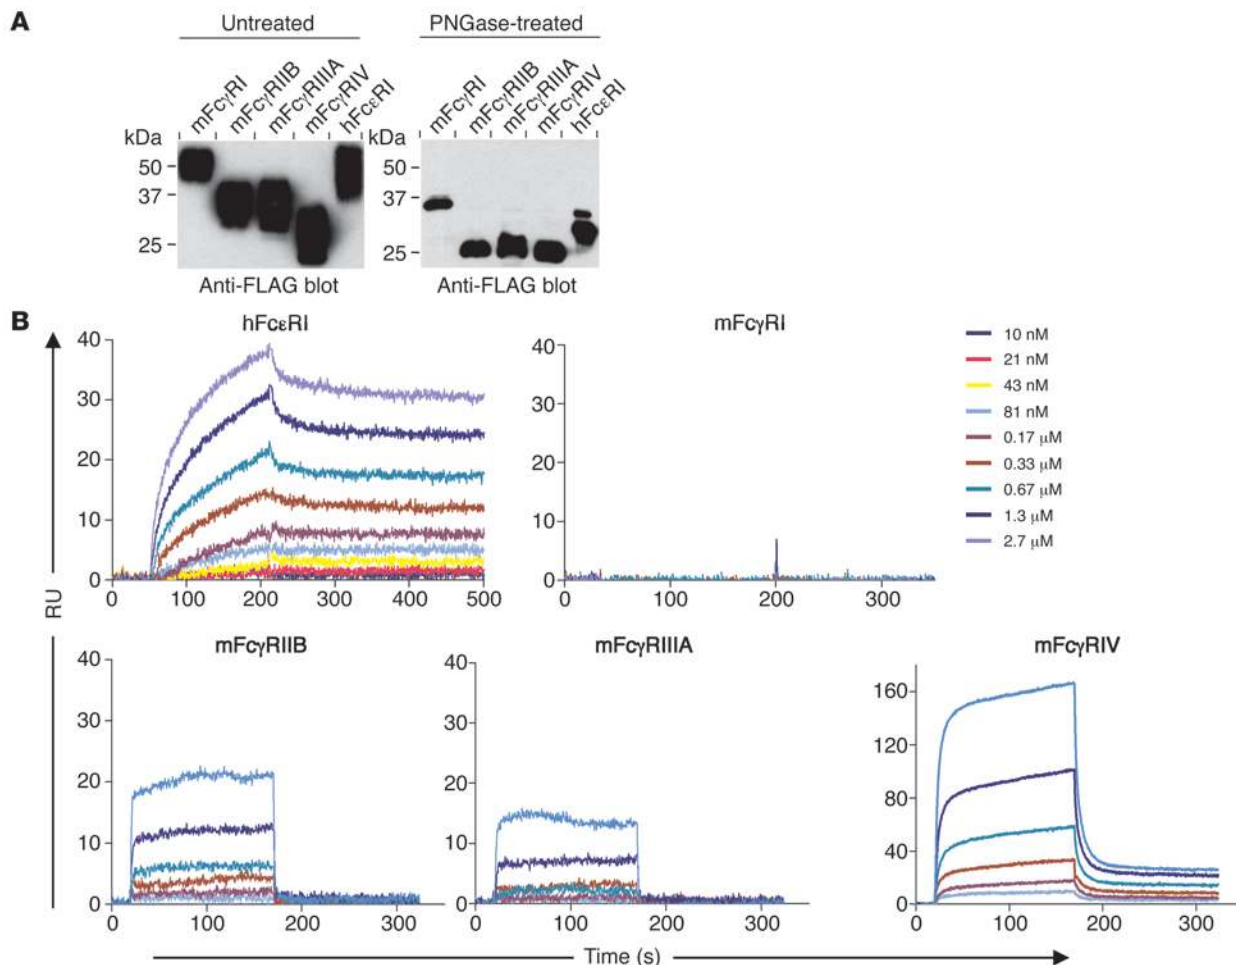 A
Untreated
PNGase-treated
mFcγRI
mFcγRIIB
mFcγRIIIA
mFcγRIV
hFcεRI
mFcγRI
mFcγRIIB
mFcγRIIIA
mFcγRIV
hFcεRI
kDa
50
37
25
kDa
50
37
25
Anti-FLAG blot
Anti-FLAG blot
B
hFcεRI
40
30
20
10
0
0 100 200 300 400 500
mFcγRI
40
30
20
10
0
0 100 200 300
10 nM
21 nM
43 nM
81 nM
0.17 μM
0.33 μM
0.67 μM
1.3 μM
2.7 μM
RU
mFcγRIIB
40
30
20
10
0
0 100 200 300
mFcγRIIIA
40
30
20
10
0
0 100 200 300
mFcγRIV
160
120
80
40
0
0 100 200 300
Time (s)